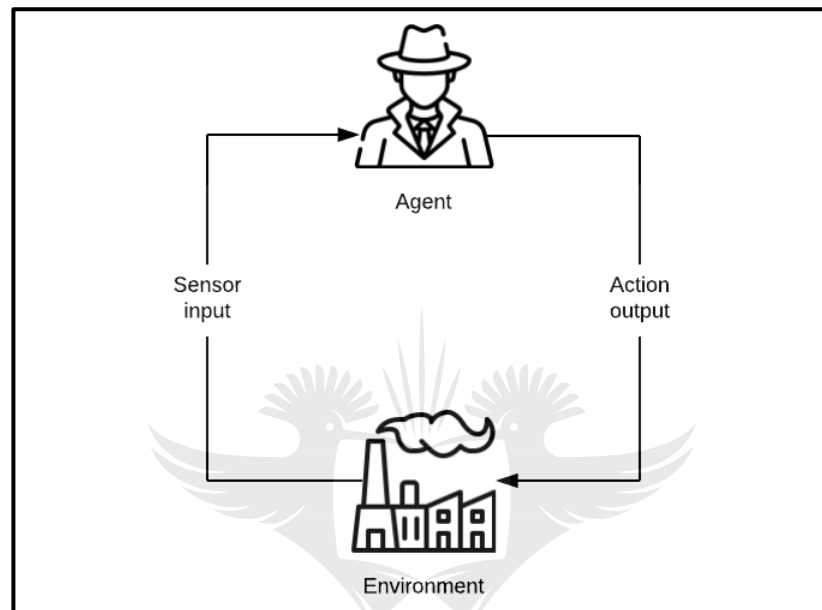 Agent
Sensor
input
Action
output
Environment